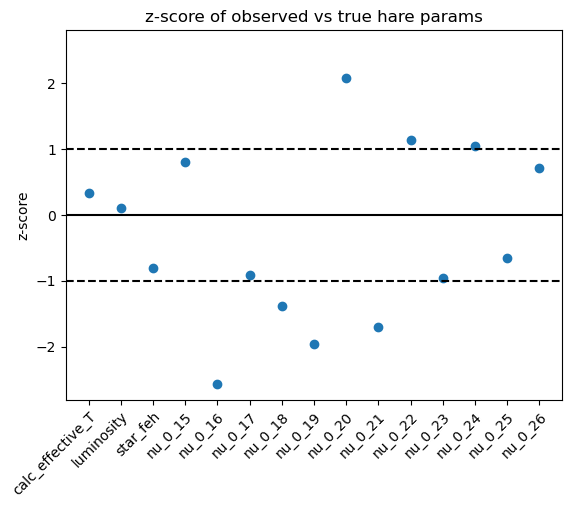 z-score of observed vs true hare params
z-score
2
1
0
−1
−2
calc_effective_T
luminosity
star_feh
nu_0_15
nu_0_16
nu_0_17
nu_0_18
nu_0_19
nu_0_20
nu_0_21
nu_0_22
nu_0_23
nu_0_24
nu_0_25
nu_0_26